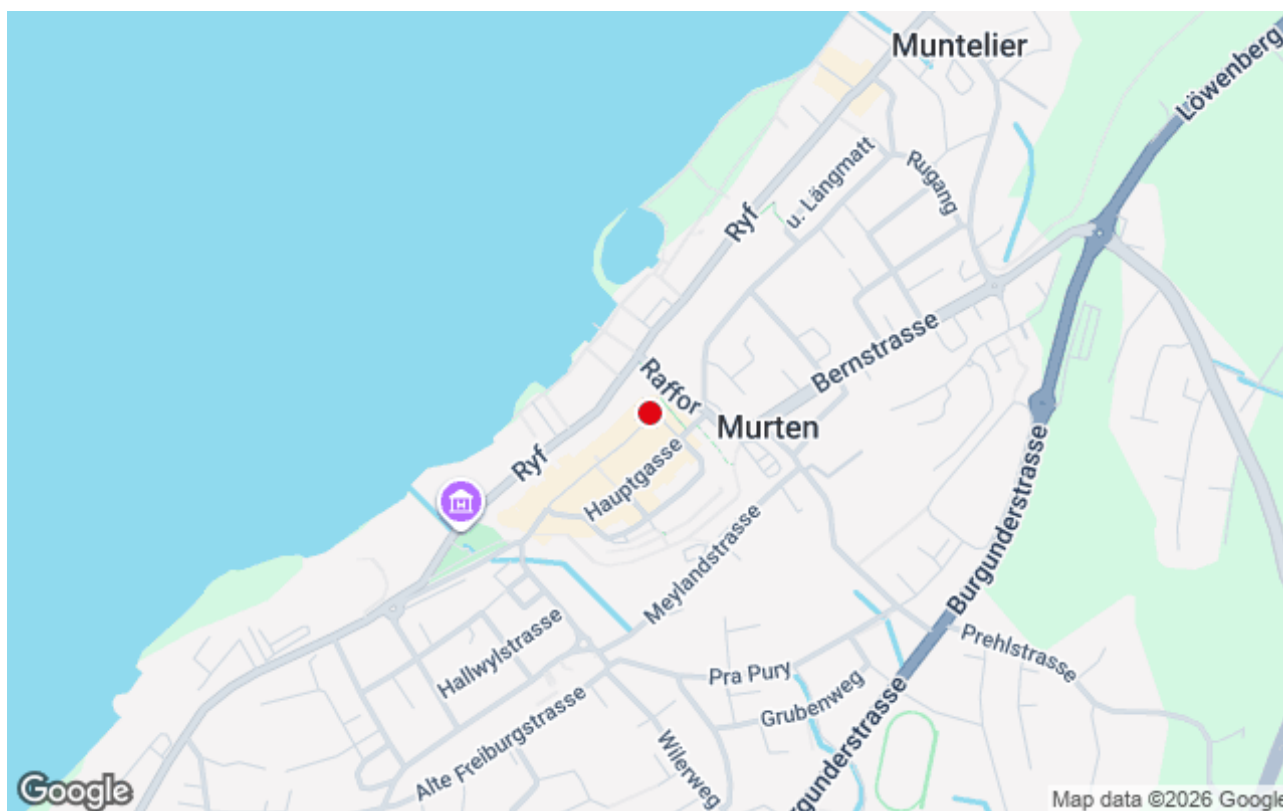 Muntelier
Löwenberg
u. Längmatt
Rugang
Ryf
Bernstrasse
Raffor
Murten
Hauptgasse
Ryf
Burgunderstrasse
Meylandstrasse
Prehlstrasse
Hallwylstrasse
Pra Pury
Grubenweg
Alte Freiburgstrasse
Wilerweg
Burgunderstrasse
H
Google
Map data ©2026 Google